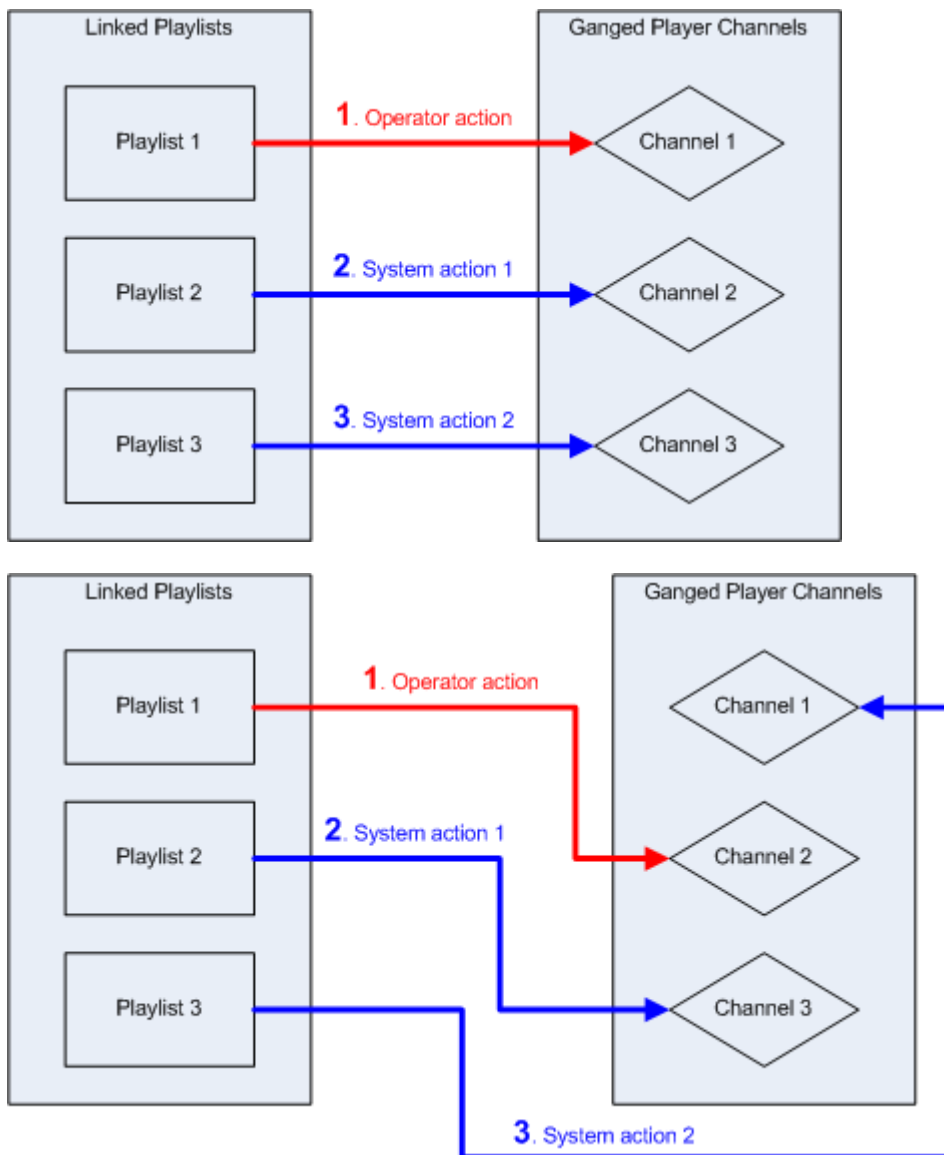 Linked Playlists
Ganged Player Channels
1. Operator action
Playlist 1
Channel 1
2. System action 1
Playlist 2
Channel 2
3. System action 2
Playlist 3
Channel 3
Linked Playlists
Ganged Player Channels
1. Operator action
Playlist 1
Channel 1
2. System action 1
Playlist 2
Channel 2
Playlist 3
Channel 3
3. System action 2